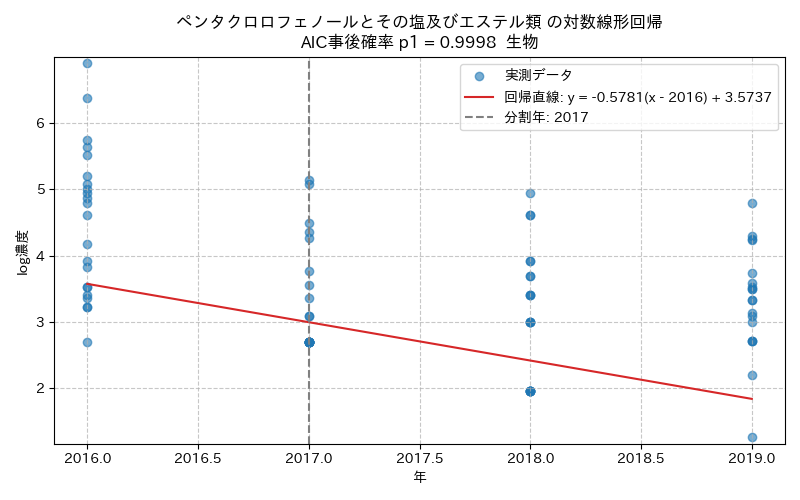 ペンタクロロフェノールとその塩及びエステル類 の対数線形回帰
AIC事後確率 p1 = 0.9998 生物
実測データ
回帰直線: y = -0.5781(x - 2016) + 3.5737
分割年: 2017
log濃度
6
5
4
3
2
2016.0
2016.5
2017.0
2017.5
2018.0
2018.5
2019.0
年